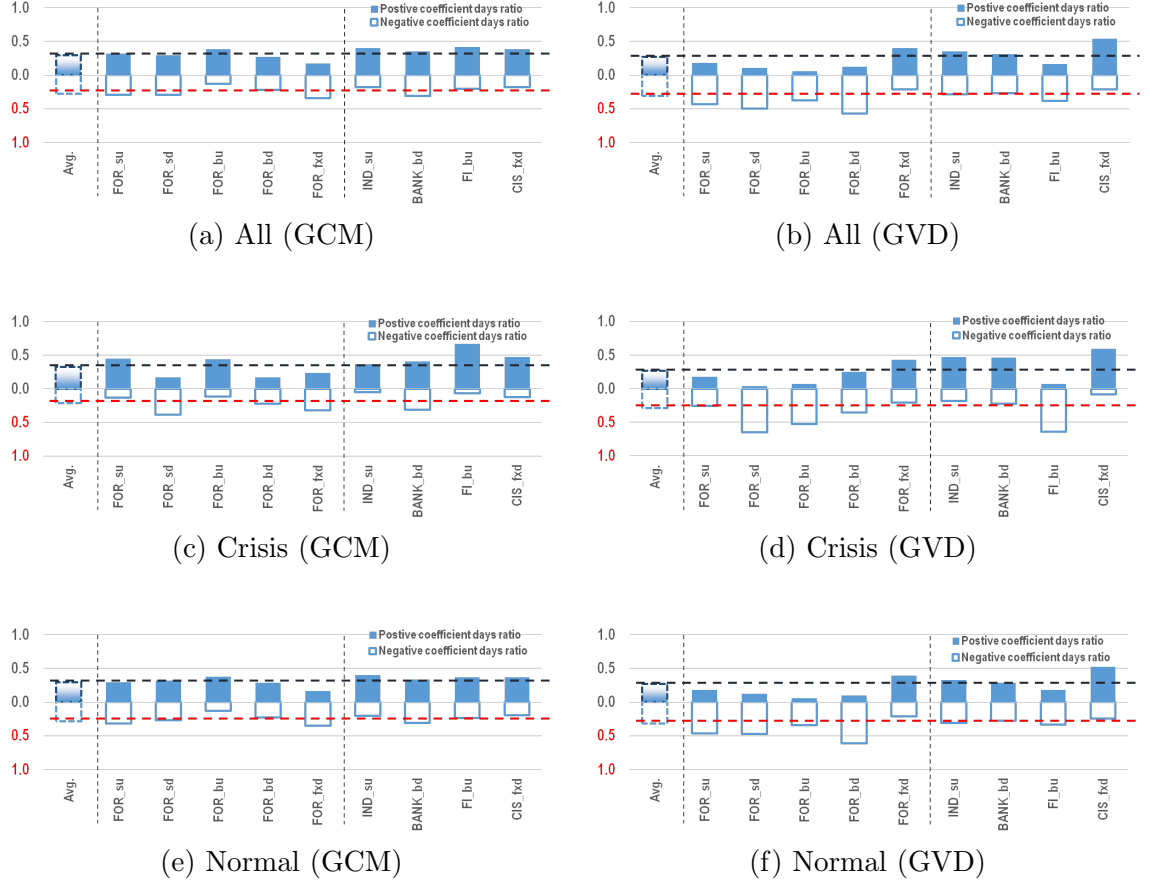 Postive coefficient days ratio
Negative coefficient days ratio
1.0
0.5
0.0
0.5
1.0
Avg.
FOR_su
FOR_sd
FOR_bu
FOR_bd
FOR_fxd
IND_su
BANK_bd
FI_bu
CIS_fxd
(a) All (GCM)
Postive coefficient days ratio
Negative coefficient days ratio
1.0
0.5
0.0
0.5
1.0
Avg.
FOR_su
FOR_sd
FOR_bu
FOR_bd
FOR_fxd
IND_su
BANK_bd
FI_bu
CIS_fxd
(b) All (GVD)
Postive coefficient days ratio
Negative coefficient days ratio
1.0
0.5
0.0
0.5
1.0
Avg.
FOR_su
FOR_sd
FOR_bu
FOR_bd
FOR_fxd
IND_su
BANK_bd
FI_bu
CIS_fxd
(c) Crisis (GCM)
Postive coefficient days ratio
Negative coefficient days ratio
1.0
0.5
0.0
0.5
1.0
Avg.
FOR_su
FOR_sd
FOR_bu
FOR_bd
FOR_fxd
IND_su
BANK_bd
FI_bu
CIS_fxd
(d) Crisis (GVD)
Postive coefficient days ratio
Negative coefficient days ratio
1.0
0.5
0.0
0.5
1.0
Avg.
FOR_su
FOR_sd
FOR_bu
FOR_bd
FOR_fxd
IND_su
BANK_bd
FI_bu
CIS_fxd
(e) Normal (GCM)
Postive coefficient days ratio
Negative coefficient days ratio
1.0
0.5
0.0
0.5
1.0
Avg.
FOR_su
FOR_sd
FOR_bu
FOR_bd
FOR_fxd
IND_su
BANK_bd
FI_bu
CIS_fxd
(f) Normal (GVD)